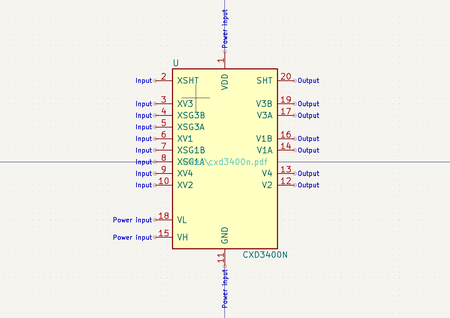 Power input
1
U
VDD
Input 2 XSHT SHT 20 Output
Input 3 XV3 V3B 19 Output
Input 4 XSG3B V3A 17 Output
Input 5 XSG3A
Input 6 XV1 V1B 16 Output
Input 7 XSG1B V1A 14 Output
Input 8 XSG1A \cxd3400n.pdf
Input 9 XV4 V4 13 Output
Input 10 XV2 V2 12 Output
Power input 18 VL
Power input 15 VH
GND
CXD3400N
11
Power input